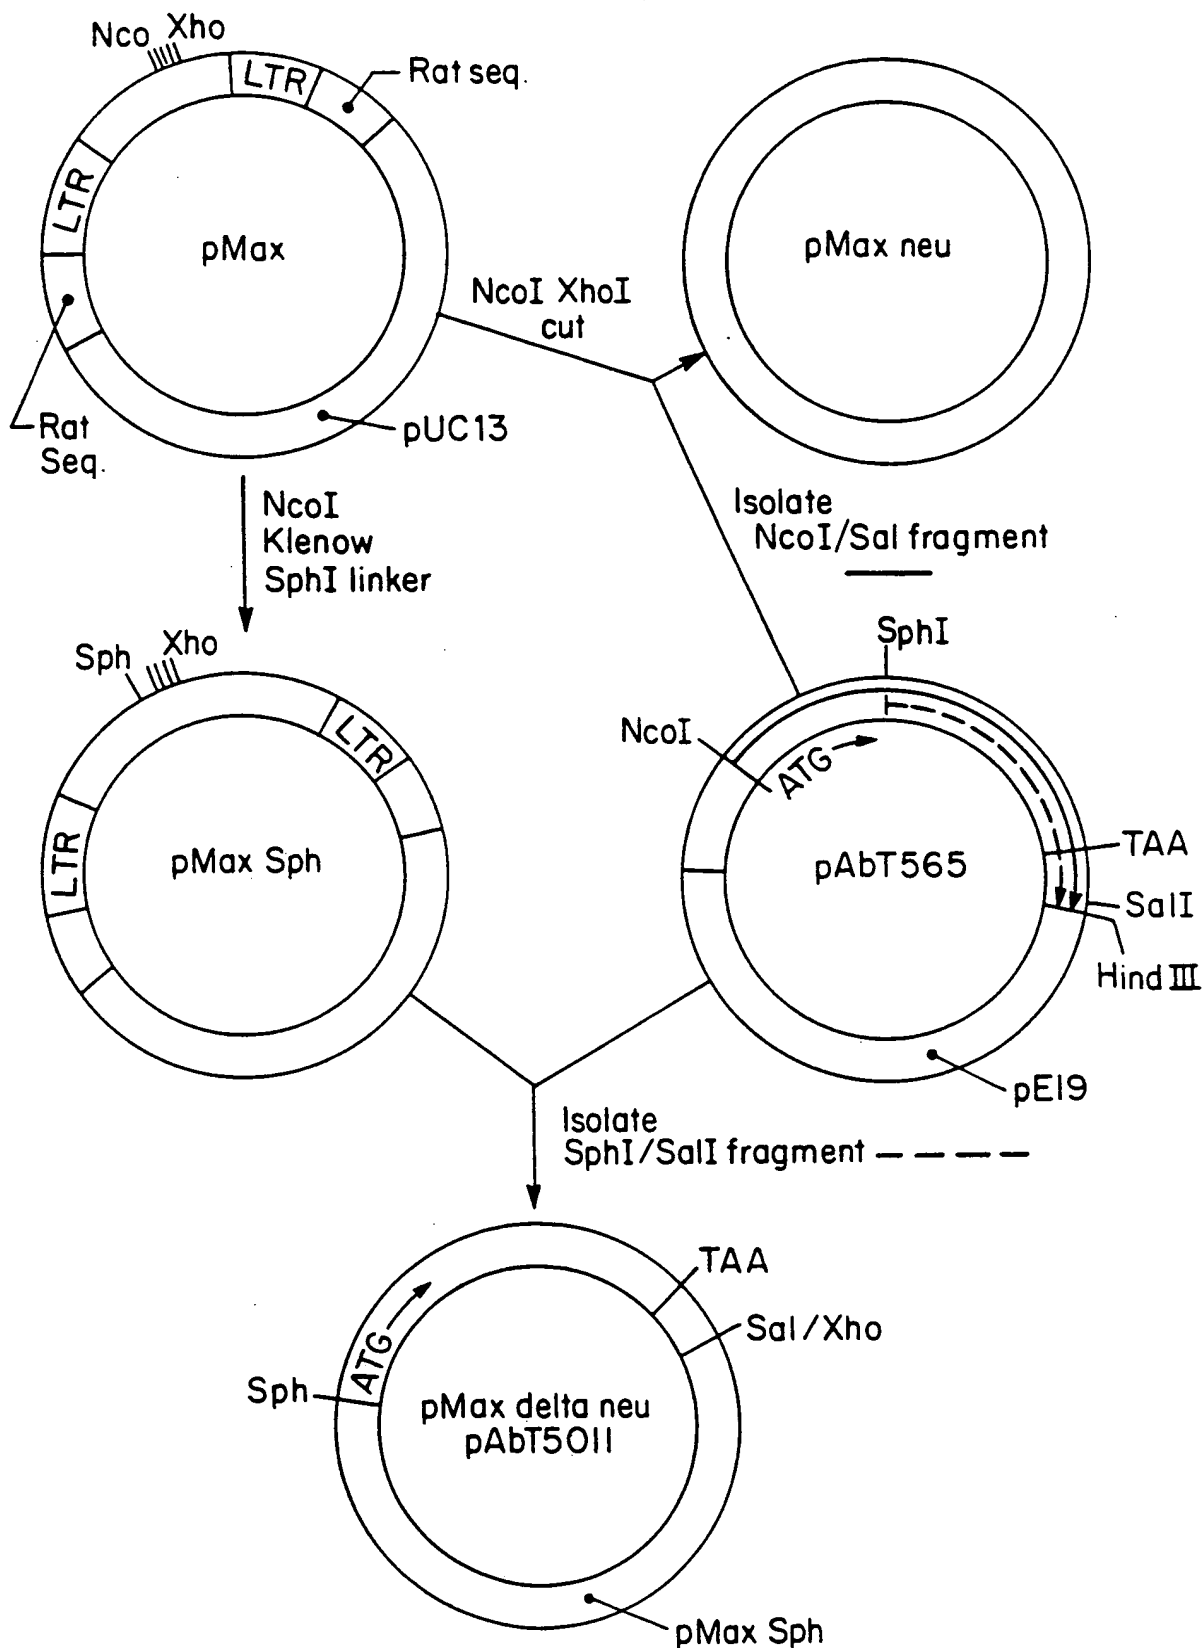 Nco Xho
LTR
Rat seq.
LTR
pMax
Rat
Seq.
pUC13
NcoI XhoI
cut
pMax neu
NcoI
Klenow
SphI linker
Isolate
NcoI/Sal fragment
Sph Xho
LTR
LTR
pMax Sph
SphI
NcoI
ATG
pAbT565
TAA
SalI
Hind III
pE19
Isolate
SphI/SalI fragment
TAA
Sal/Xho
ATG
Sph
pMax delta neu
pAbT5011
pMax Sph